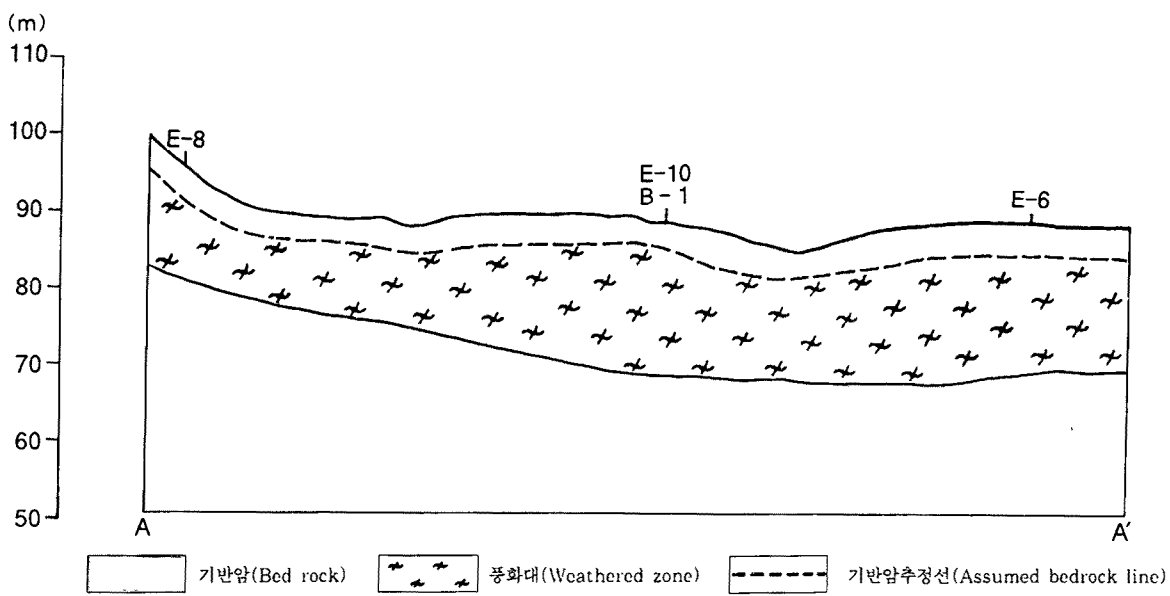 (m)
110
100
90
80
70
60
50
E-8
E-10
B-1
E-6
A
A′
기반암(Bed rock)
풍화대(Weathered zone)
기반암추정선(Assumed bedrock line)